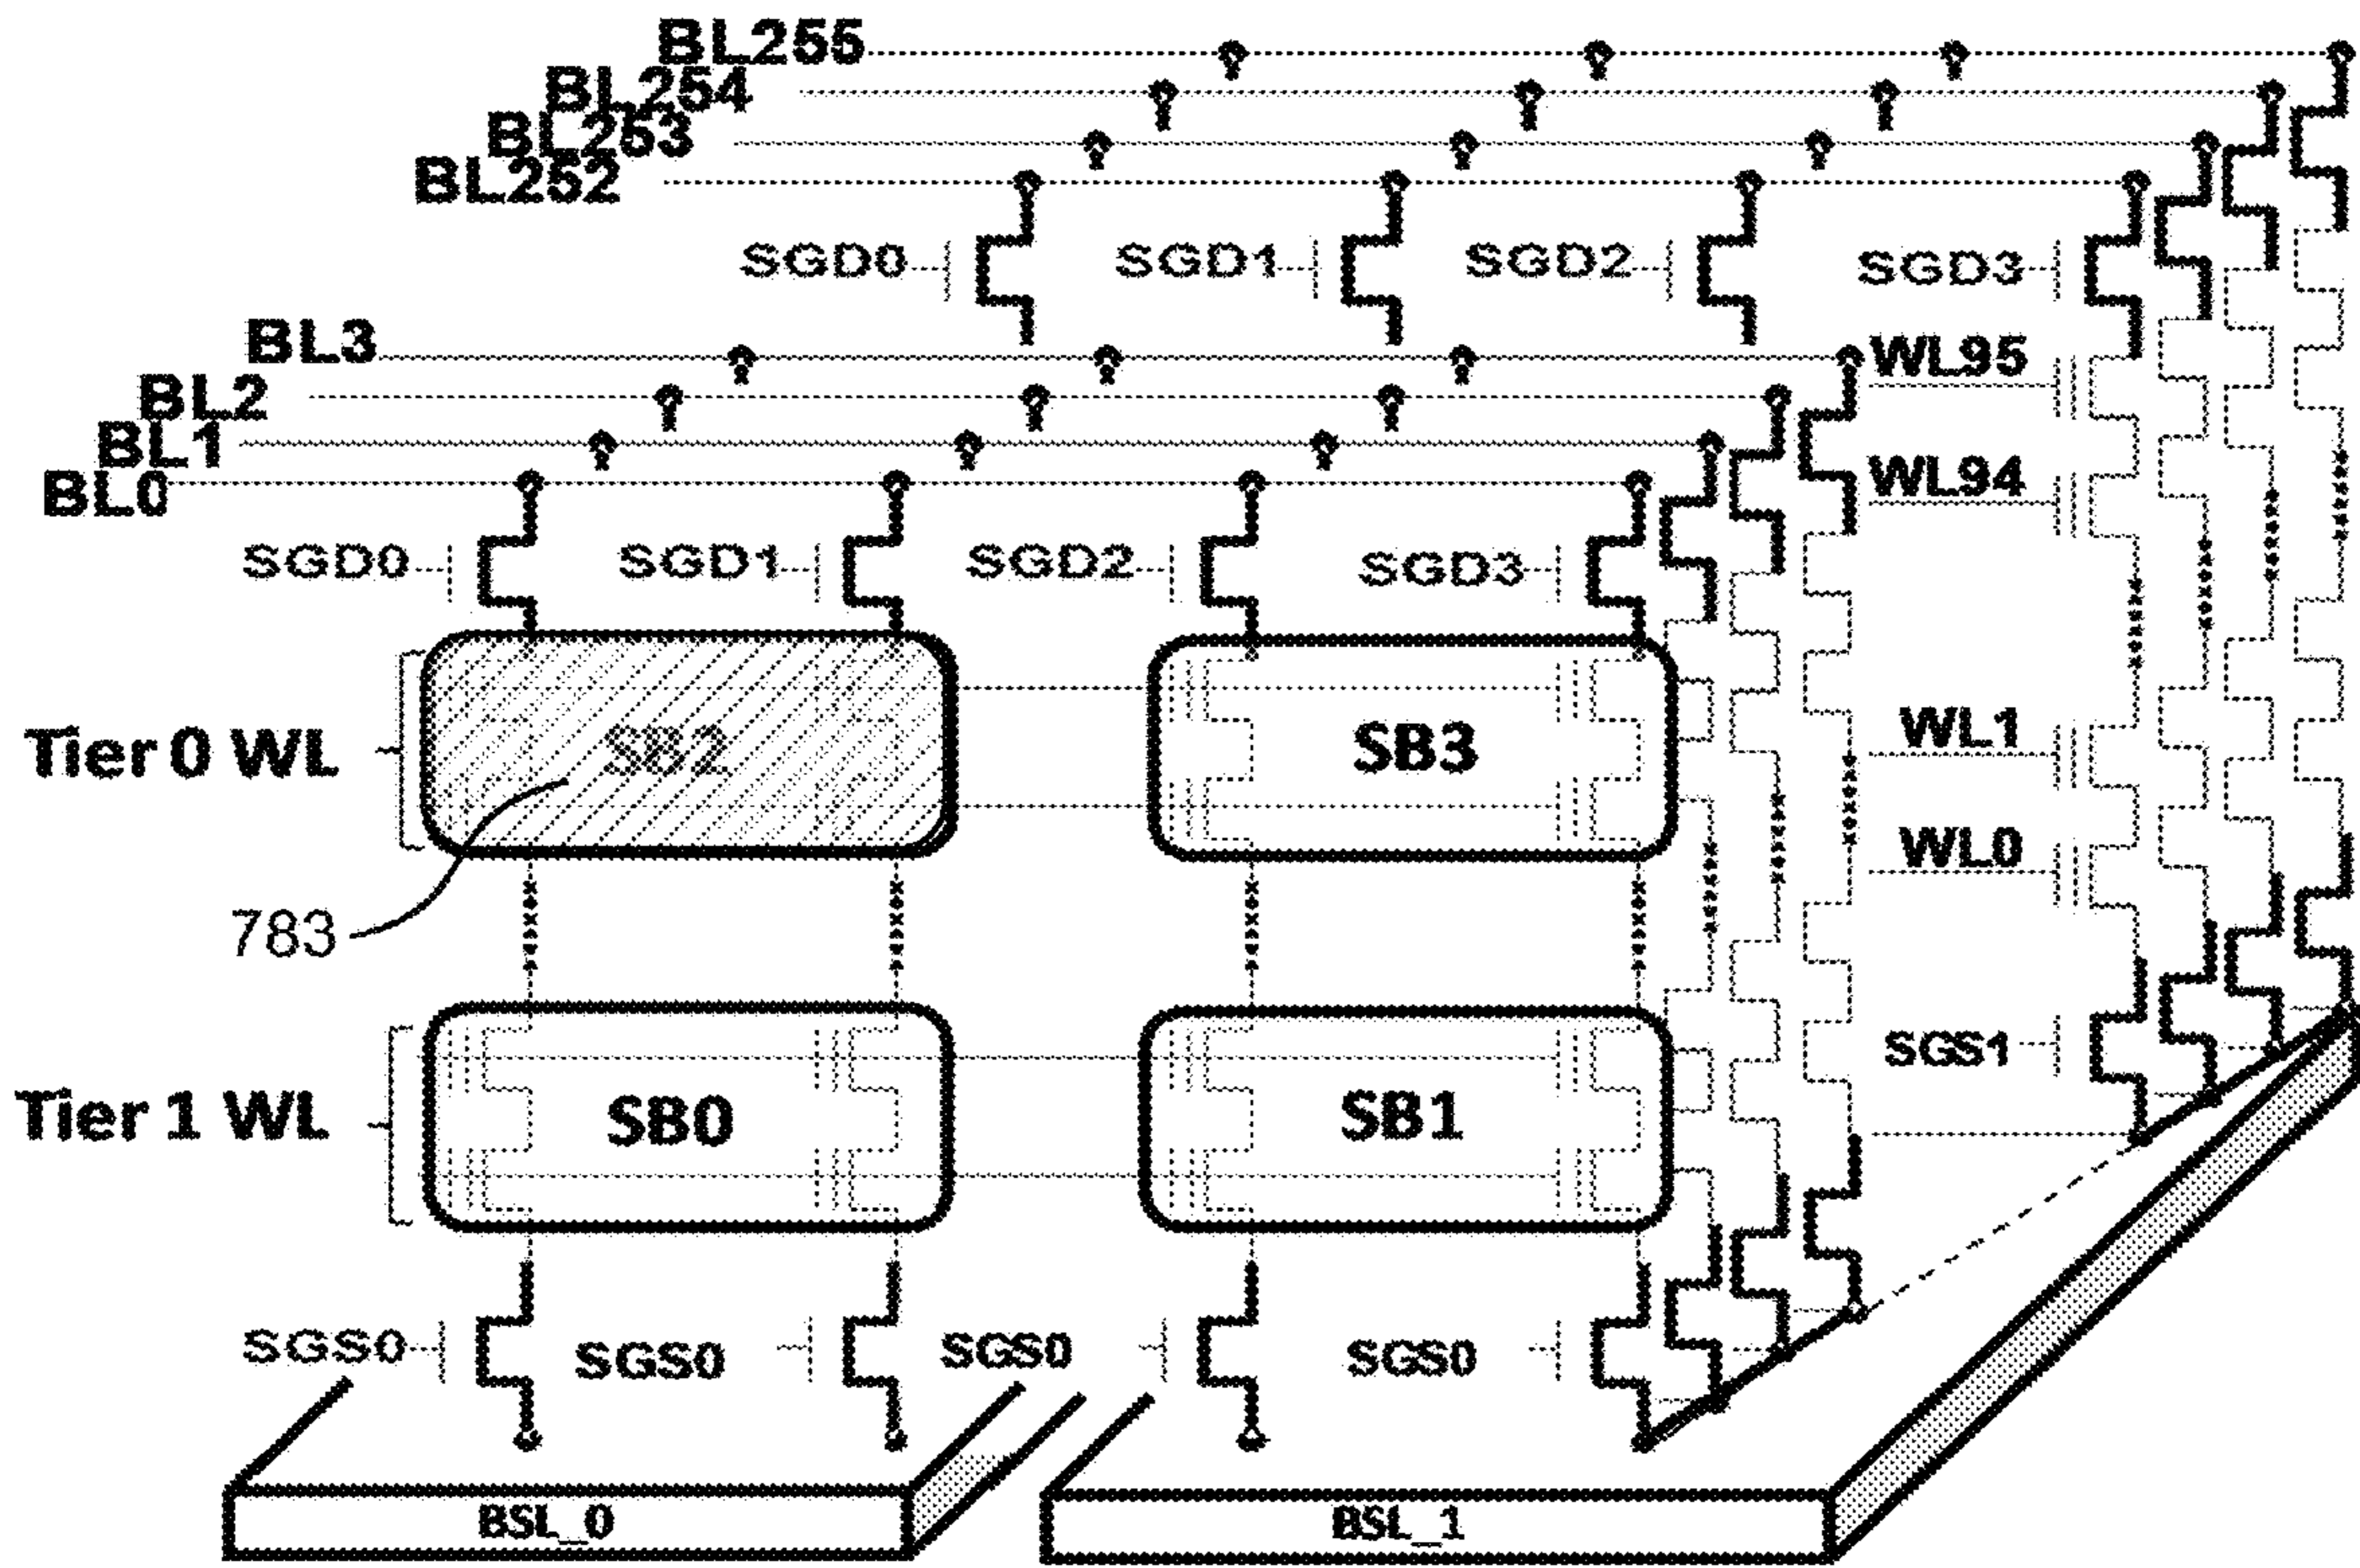 BL255
BL254
BL253
BL252
SGD0 SGD1 SGD2 SGD3
BL3 WL95
BL2
BL1 WL94
BL0
SGD0 SGD1 SGD2 SGD3
Tier 0 WL SB2 SB3 WL1
WL0
783
SGS1
Tier 1 WL SB0 SB1
SGS0 SGS0 SGS0 SGS0
BSL_0 BSL_1